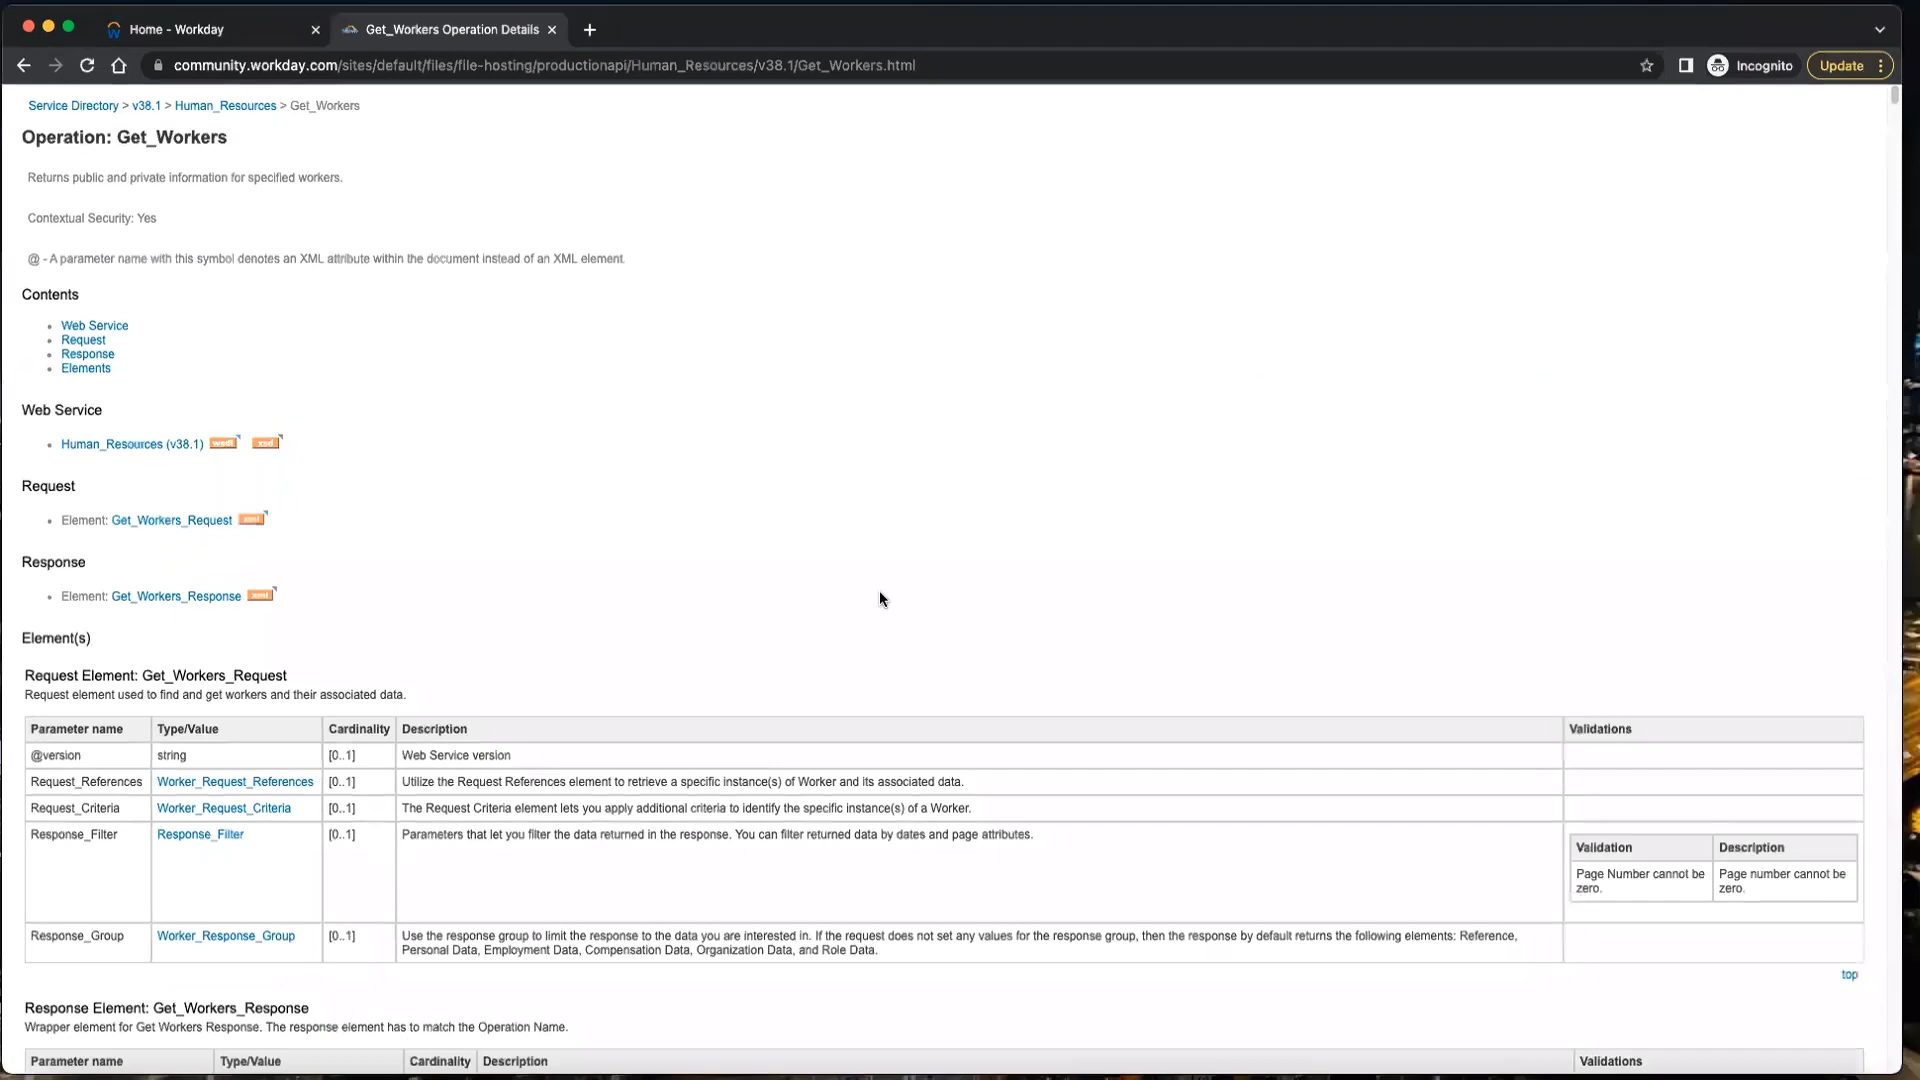 Home - Workday
Get_Workers Operation Details
community.workday.com/sites/default/files/file-hosting/productionapi/Human_Resources/v38.1/Get_Workers.html
Incognito
Update
Service Directory > v38.1 > Human_Resources > Get_Workers
Operation: Get_Workers
Returns public and private information for specified workers.
Contextual Security: Yes
@ - A parameter name with this symbol denotes an XML attribute within the document instead of an XML element.
Contents
Web Service
Request
Response
Elements
Web Service
Human_Resources (v38.1) wsdl xsd
Request
Element: Get_Workers_Request xml
Response
Element: Get_Workers_Response xml
Element(s)
Request Element: Get_Workers_Request
Request element used to find and get workers and their associated data.
Parameter name Type/Value Cardinality Description Validations
@version string [0..1] Web Service version
Request_References Worker_Request_References [0..1] Utilize the Request References element to retrieve a specific instance(s) of Worker and its associated data.
Request_Criteria Worker_Request_Criteria [0..1] The Request Criteria element lets you apply additional criteria to identify the specific instance(s) of a Worker.
Response_Filter Response_Filter [0..1] Parameters that let you filter the data returned in the response. You can filter returned data by dates and page attributes.
Validation Description
Page Number cannot be Page number cannot be
zero. zero.
Response_Group Worker_Response_Group [0..1] Use the response group to limit the response to the data you are interested in. If the request does not set any values for the response group, then the response by default returns the following elements: Reference,
Personal Data, Employment Data, Compensation Data, Organization Data, and Role Data.
top
Response Element: Get_Workers_Response
Wrapper element for Get Workers Response. The response element has to match the Operation Name.
Parameter name Type/Value Cardinality Description Validations